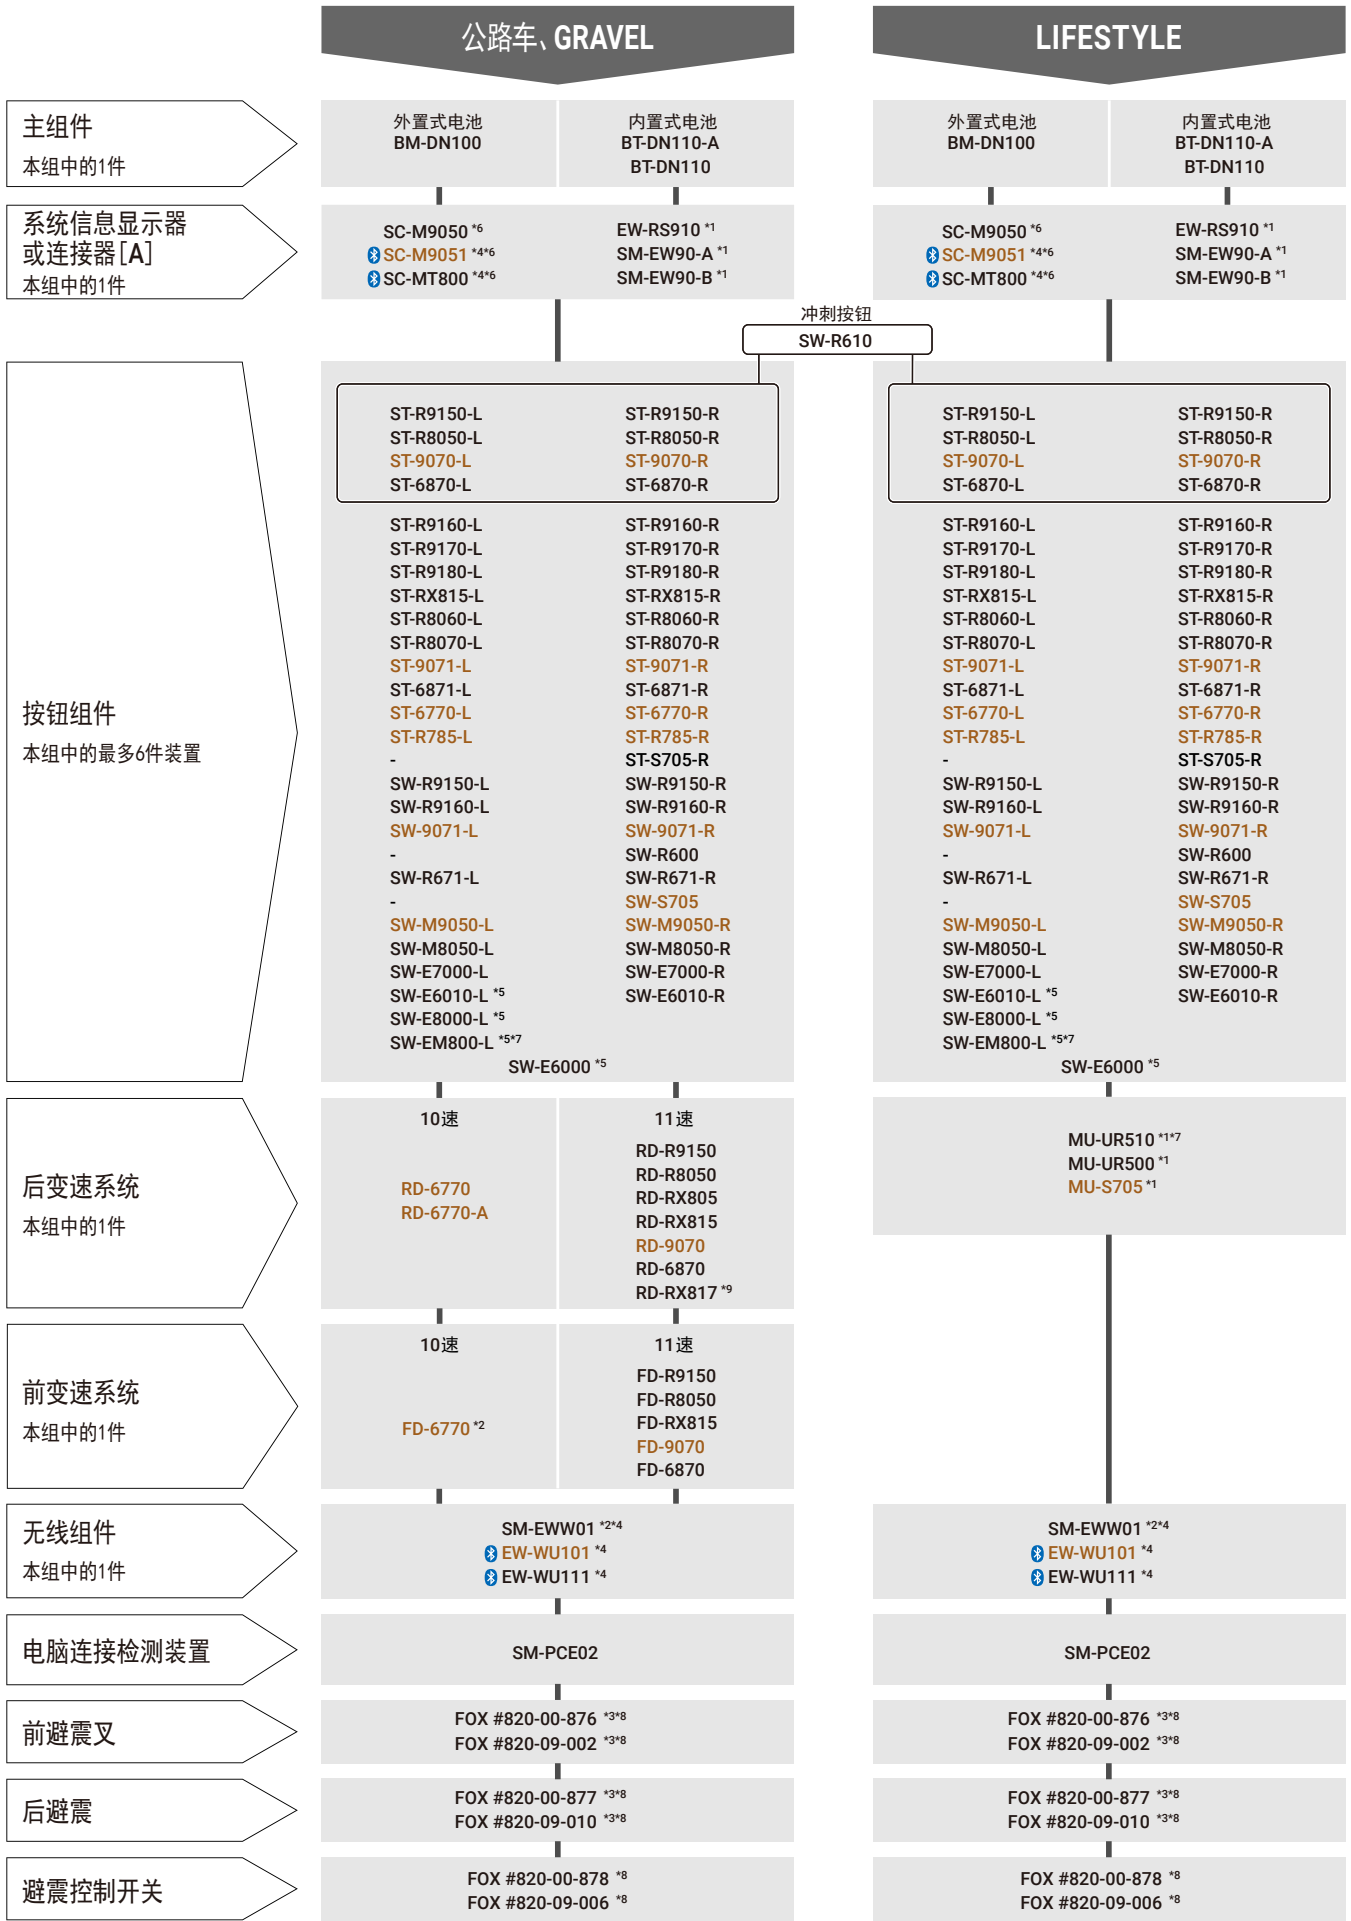 公路车、GRAVEL
LIFESTYLE
主组件
本组中的1件
外置式电池
BM-DN100
内置式电池
BT-DN110-A
BT-DN110
外置式电池
BM-DN100
内置式电池
BT-DN110-A
BT-DN110
系统信息显示器
或连接器[A]
本组中的1件
SC-M9050 *6
SC-M9051 *4*6
SC-MT800 *4*6
EW-RS910 *1
SM-EW90-A *1
SM-EW90-B *1
SC-M9050 *6
SC-M9051 *4*6
SC-MT800 *4*6
EW-RS910 *1
SM-EW90-A *1
SM-EW90-B *1
冲刺按钮
SW-R610
按钮组件
本组中的最多6件装置
ST-R9150-L ST-R9150-R
ST-R8050-L ST-R8050-R
ST-9070-L ST-9070-R
ST-6870-L ST-6870-R
ST-R9160-L ST-R9160-R
ST-R9170-L ST-R9170-R
ST-R9180-L ST-R9180-R
ST-RX815-L ST-RX815-R
ST-R8060-L ST-R8060-R
ST-R8070-L ST-R8070-R
ST-9071-L ST-9071-R
ST-6871-L ST-6871-R
ST-6770-L ST-6770-R
ST-R785-L ST-R785-R
- ST-S705-R
SW-R9150-L SW-R9150-R
SW-R9160-L SW-R9160-R
SW-9071-L SW-9071-R
- SW-R600
SW-R671-L SW-R671-R
- SW-S705
SW-M9050-L SW-M9050-R
SW-M8050-L SW-M8050-R
SW-E7000-L SW-E7000-R
SW-E6010-L *5 SW-E6010-R
SW-E8000-L *5
SW-EM800-L *5*7
SW-E6000 *5
ST-R9150-L ST-R9150-R
ST-R8050-L ST-R8050-R
ST-9070-L ST-9070-R
ST-6870-L ST-6870-R
ST-R9160-L ST-R9160-R
ST-R9170-L ST-R9170-R
ST-R9180-L ST-R9180-R
ST-RX815-L ST-RX815-R
ST-R8060-L ST-R8060-R
ST-R8070-L ST-R8070-R
ST-9071-L ST-9071-R
ST-6871-L ST-6871-R
ST-6770-L ST-6770-R
ST-R785-L ST-R785-R
- ST-S705-R
SW-R9150-L SW-R9150-R
SW-R9160-L SW-R9160-R
SW-9071-L SW-9071-R
- SW-R600
SW-R671-L SW-R671-R
- SW-S705
SW-M9050-L SW-M9050-R
SW-M8050-L SW-M8050-R
SW-E7000-L SW-E7000-R
SW-E6010-L *5 SW-E6010-R
SW-E8000-L *5
SW-EM800-L *5*7
SW-E6000 *5
后变速系统
本组中的1件
10速
RD-6770
RD-6770-A
11速
RD-R9150
RD-R8050
RD-RX805
RD-RX815
RD-9070
RD-6870
RD-RX817 *9
MU-UR510 *1*7
MU-UR500 *1
MU-S705 *1
前变速系统
本组中的1件
10速
FD-6770 *2
11速
FD-R9150
FD-R8050
FD-RX815
FD-9070
FD-6870
无线组件
本组中的1件
SM-EWW01 *2*4
EW-WU101 *4
EW-WU111 *4
SM-EWW01 *2*4
EW-WU101 *4
EW-WU111 *4
电脑连接检测装置
SM-PCE02
SM-PCE02
前避震叉
FOX #820-00-876 *3*8
FOX #820-09-002 *3*8
FOX #820-00-876 *3*8
FOX #820-09-002 *3*8
后避震
FOX #820-00-877 *3*8
FOX #820-09-010 *3*8
FOX #820-00-877 *3*8
FOX #820-09-010 *3*8
避震控制开关
FOX #820-00-878 *8
FOX #820-09-006 *8
FOX #820-00-878 *8
FOX #820-09-006 *8